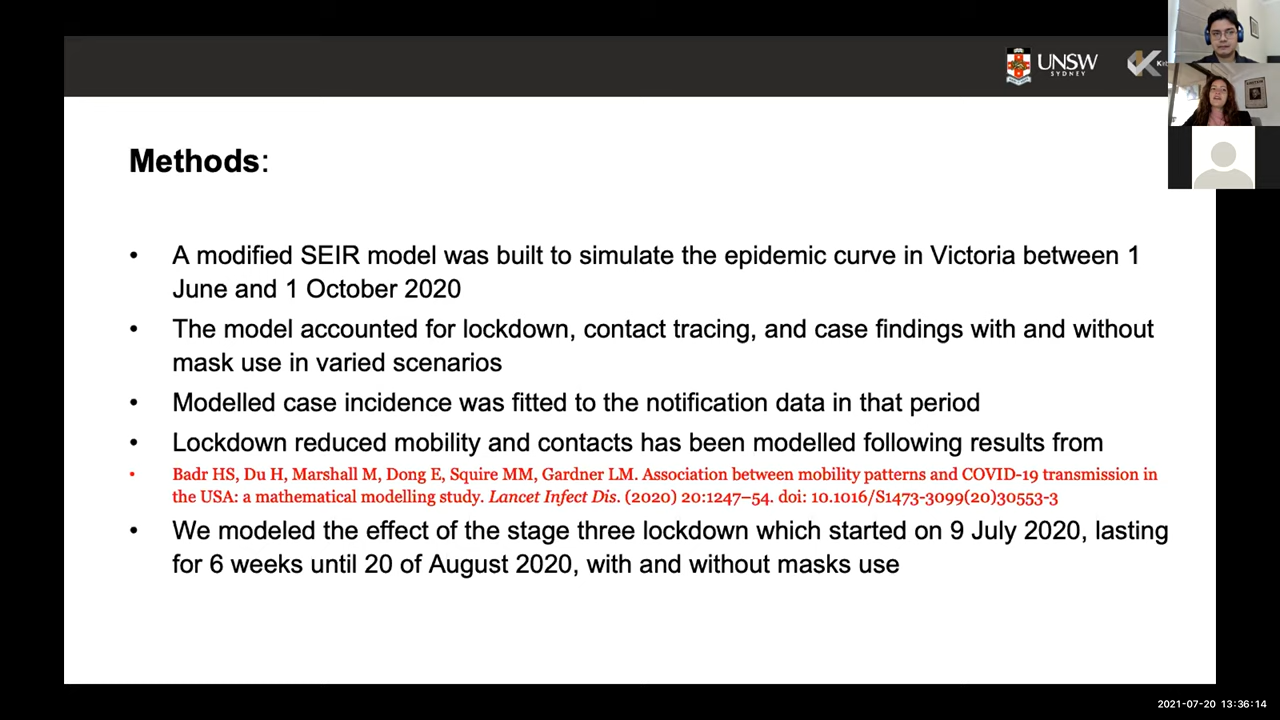 UNSW
SYDNEY
Methods:
• A modified SEIR model was built to simulate the epidemic curve in Victoria between 1
June and 1 October 2020
• The model accounted for lockdown, contact tracing, and case findings with and without
mask use in varied scenarios
• Modelled case incidence was fitted to the notification data in that period
• Lockdown reduced mobility and contacts has been modelled following results from
• Badr HS, Du H, Marshall M, Dong E, Squire MM, Gardner LM. Association between mobility patterns and COVID-19 transmission in
the USA: a mathematical modelling study. Lancet Infect Dis. (2020) 20:1247–54. doi: 10.1016/S1473-3099(20)30553-3
• We modeled the effect of the stage three lockdown which started on 9 July 2020, lasting
for 6 weeks until 20 of August 2020, with and without masks use
2021-07-20 13:36:14